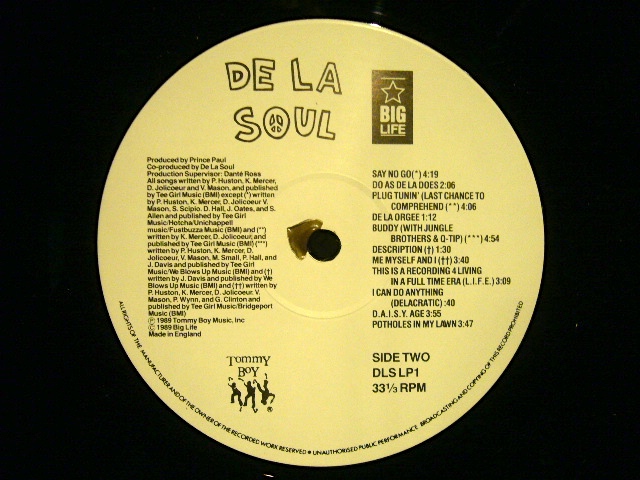 DE LA
SOUL
BIG
LIFE
Produced by Prince Paul
Co-produced by De La Soul
Production Supervisor: Danté Ross
All songs written by P. Huston, K. Mercer,
D. Jolicoeur and V. Mason, and published
by Tee Girl Music (BMI) except (*) written
by P. Huston, K. Mercer, D. Jolicoeur V.
Mason, S. Scipio. D. Hall, J. Oates, and S.
Allen and published by Tee Girl
Music/Hotcha/Unichappell
music/Fustbuzza Music (BMI) and (**)
written by K. Mercer, D. Jolicoeur, and
published by Tee Girl Music (BMI) (***)
written by P. Huston, K. Mercer, D.
Jolicoeur, V. Mason, M. Small, P. Hall, and
J. Davis and published by Tee Girl
Music/We Blows Up Music (BMI) and (†)
written by J. Davis and published by We
Blows Up Music (BMI) and (††) written by
P. Huston, K. Mercer, D. Jolicoeur. V.
Mason, P. Wynn, and G. Clinton and
published by Tee Girl Music/Bridgeport
Music (BMI)
Ⓟ 1989 Tommy Boy Music. Inc
© 1989 Big Life
Made in England
SAY NO GO(*) 4:19
DO AS DE LA DOES 2:06
PLUG TUNIN' (LAST CHANCE TO
COMPREHEND (**) 4:06
DE LA ORGEE 1:12
BUDDY (WITH JUNGLE
BROTHERS & Q-TIP) (***) 4:54
DESCRIPTION (†) 1:30
ME MYSELF AND I (††) 3:40
THIS IS A RECORDING 4 LIVING
IN A FULL TIME ERA (L.I.F.E.) 3:09
I CAN DO ANYTHING
(DELACRATIC) :40
D.A.I.S.Y. AGE 3:55
POTHOLES IN MY LAWN 3:47
Tommy
Boy
®
SIDE TWO
DLS LP1
33 1/3 RPM
ALL RIGHTS OF THE MANUFACTURER AND OF THE OWNER OF THE RECORDED WORK RESERVED ● UNAUTHORISED PUBLIC PERFORMANCE BROADCASTING AND COPYING OF THIS RECORD PROHIBITED